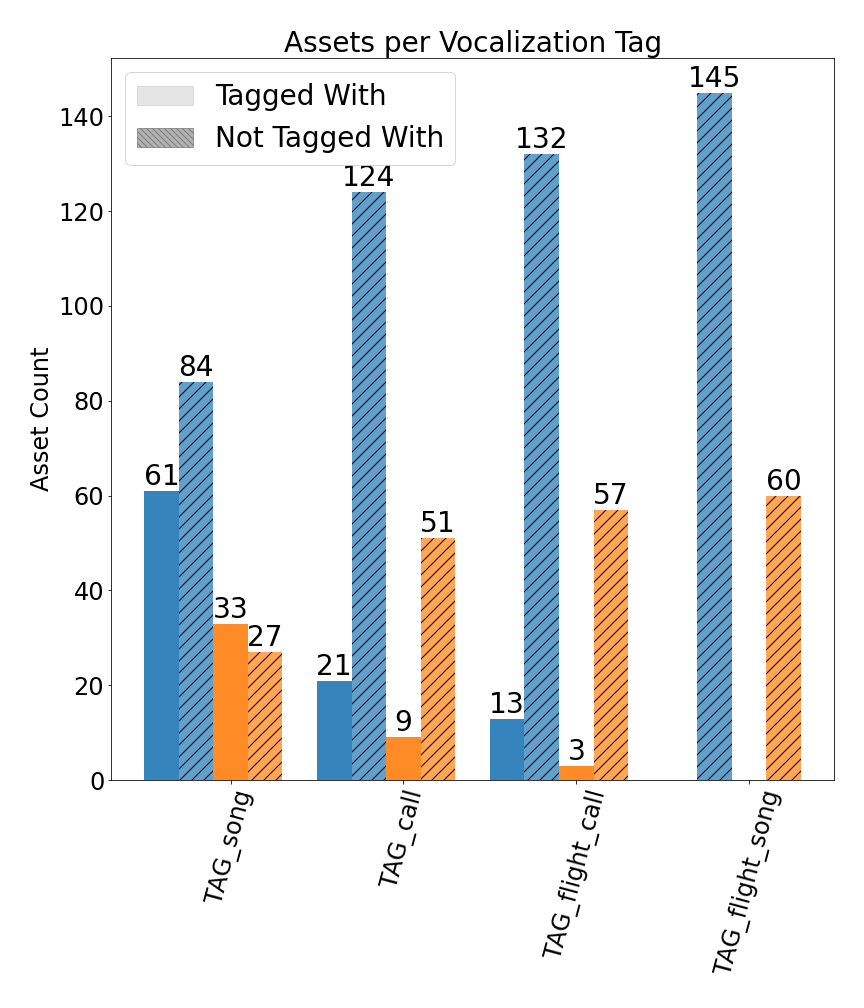 Assets per Vocalization Tag
Tagged With
Not Tagged With
Asset Count
140
120
100
80
60
40
20
0
61
84
33
27
21
124
9
51
13
132
3
57
145
60
TAG_song
TAG_call
TAG_flight_call
TAG_flight_song